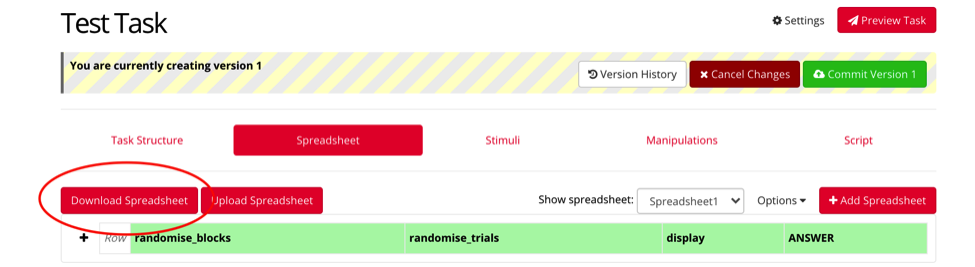 Test Task
Settings
Preview Task
You are currently creating version 1
Version History
Cancel Changes
Commit Version 1
Task Structure
Spreadsheet
Stimuli
Manipulations
Script
Download Spreadsheet
Upload Spreadsheet
Show spreadsheet:
Spreadsheet1
Options
+ Add Spreadsheet
+ Row randomise_blocks randomise_trials display ANSWER